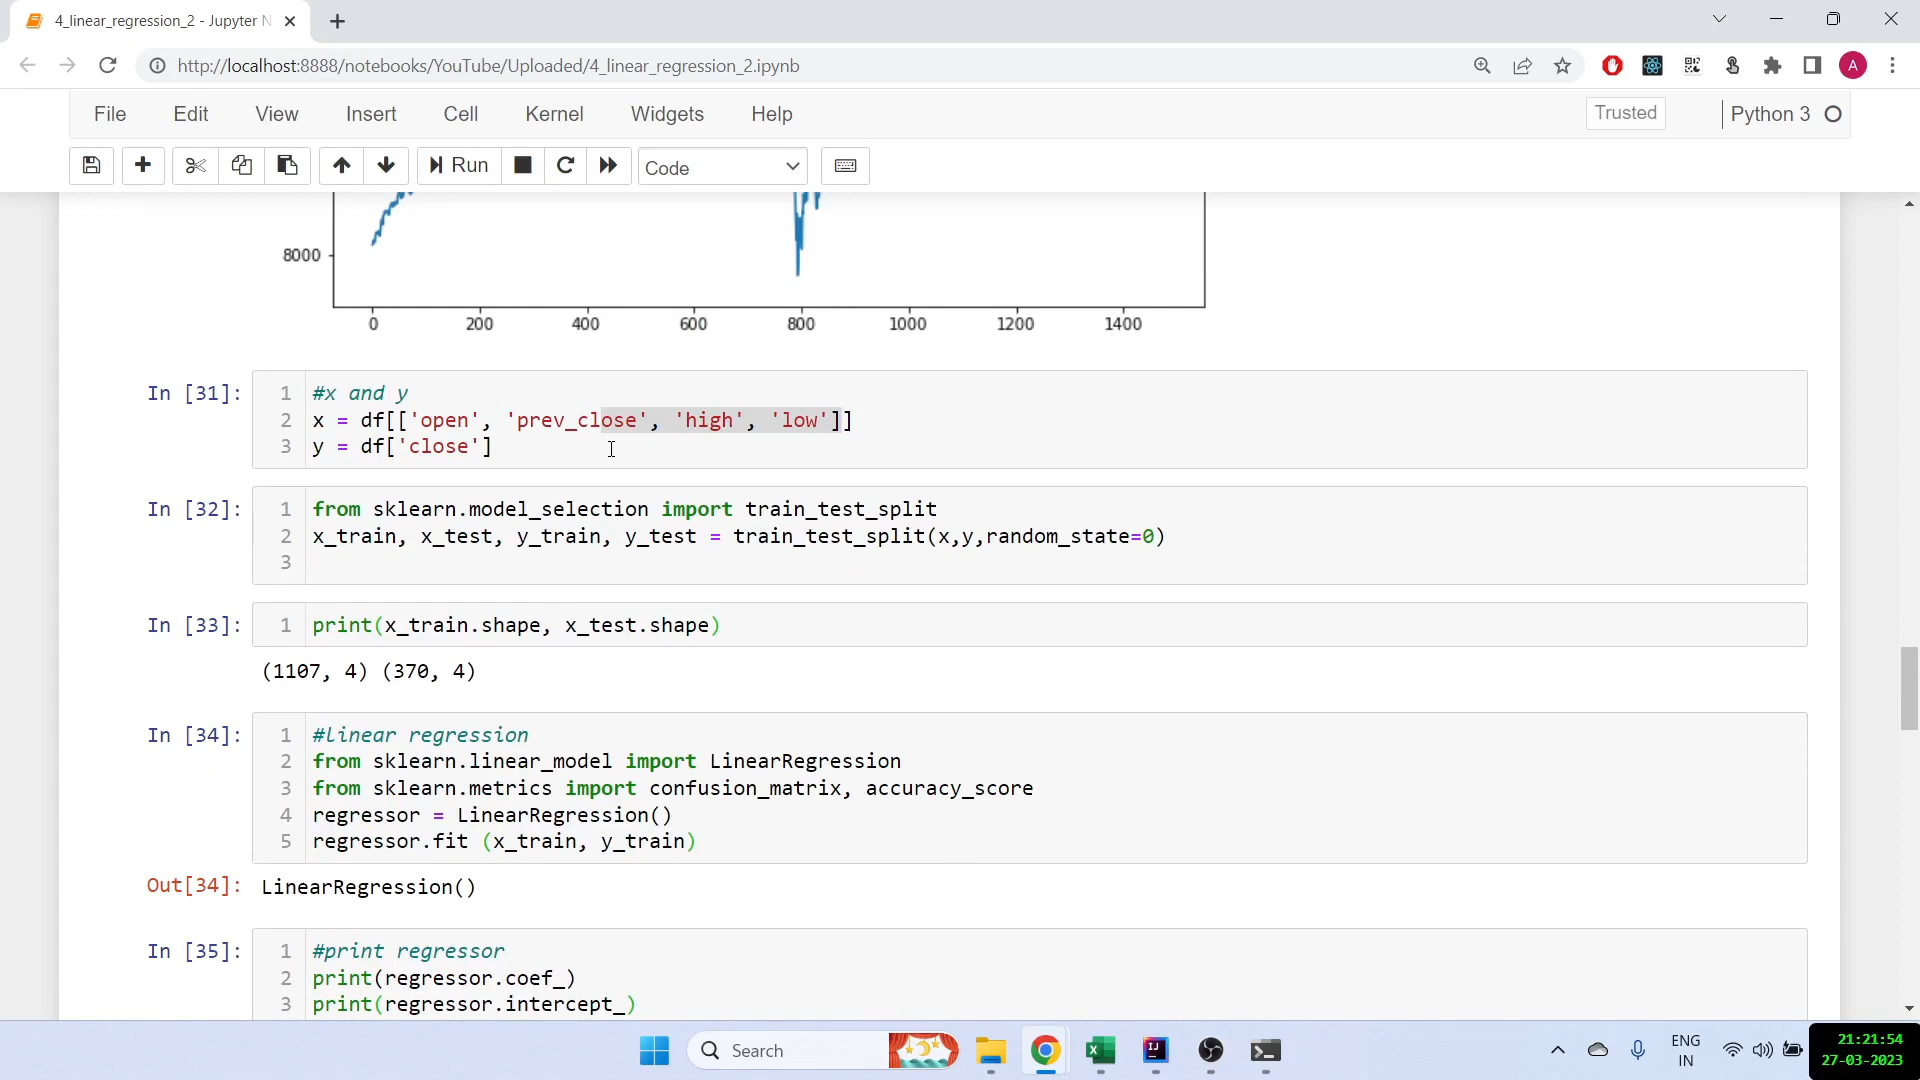 4_linear_regression_2 - Jupyter N
http://localhost:8888/notebooks/YouTube/Uploaded/4_linear_regression_2.ipynb
A
File Edit View Insert Cell Kernel Widgets Help Trusted Python 3
Run Code
8000
0 200 400 600 800 1000 1200 1400
In [31]:
1 #x and y
2 x = df[['open', 'prev_close', 'high', 'low']]
3 y = df['close']
In [32]:
1 from sklearn.model_selection import train_test_split
2 x_train, x_test, y_train, y_test = train_test_split(x,y,random_state=0)
3
In [33]:
1 print(x_train.shape, x_test.shape)
(1107, 4) (370, 4)
In [34]:
1 #linear regression
2 from sklearn.linear_model import LinearRegression
3 from sklearn.metrics import confusion_matrix, accuracy_score
4 regressor = LinearRegression()
5 regressor.fit (x_train, y_train)
Out[34]: LinearRegression()
In [35]:
1 #print regressor
2 print(regressor.coef_)
3 print(regressor.intercept_)
Search
IJ
ENG
IN
21:21:54
27-03-2023